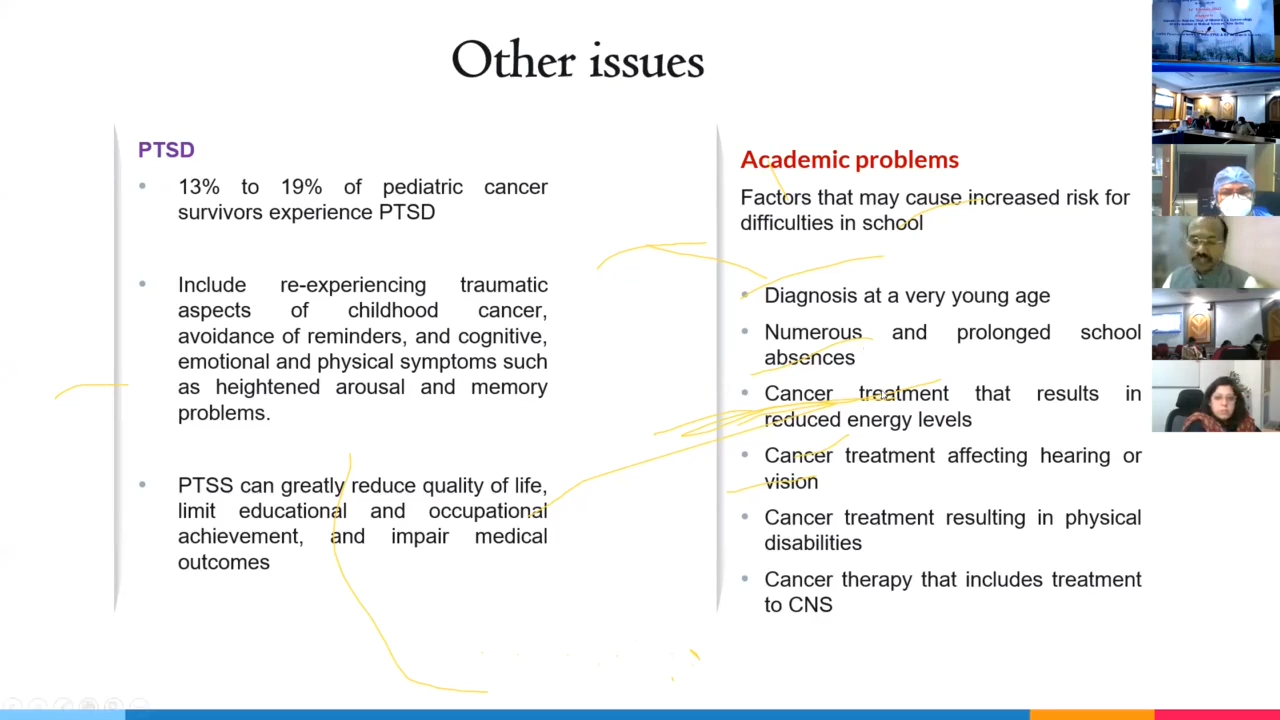 Other issues
PTSD
• 13% to 19% of pediatric cancer
survivors experience PTSD
• Include re-experiencing traumatic
aspects of childhood cancer,
avoidance of reminders, and cognitive,
emotional and physical symptoms such
as heightened arousal and memory
problems.
• PTSS can greatly reduce quality of life,
limit educational and occupational
achievement, and impair medical
outcomes
Academic problems
Factors that may cause increased risk for
difficulties in school
• Diagnosis at a very young age
• Numerous and prolonged school
absences
• Cancer treatment that results in
reduced energy levels
• Cancer treatment affecting hearing or
vision
• Cancer treatment resulting in physical
disabilities
• Cancer therapy that includes treatment
to CNS